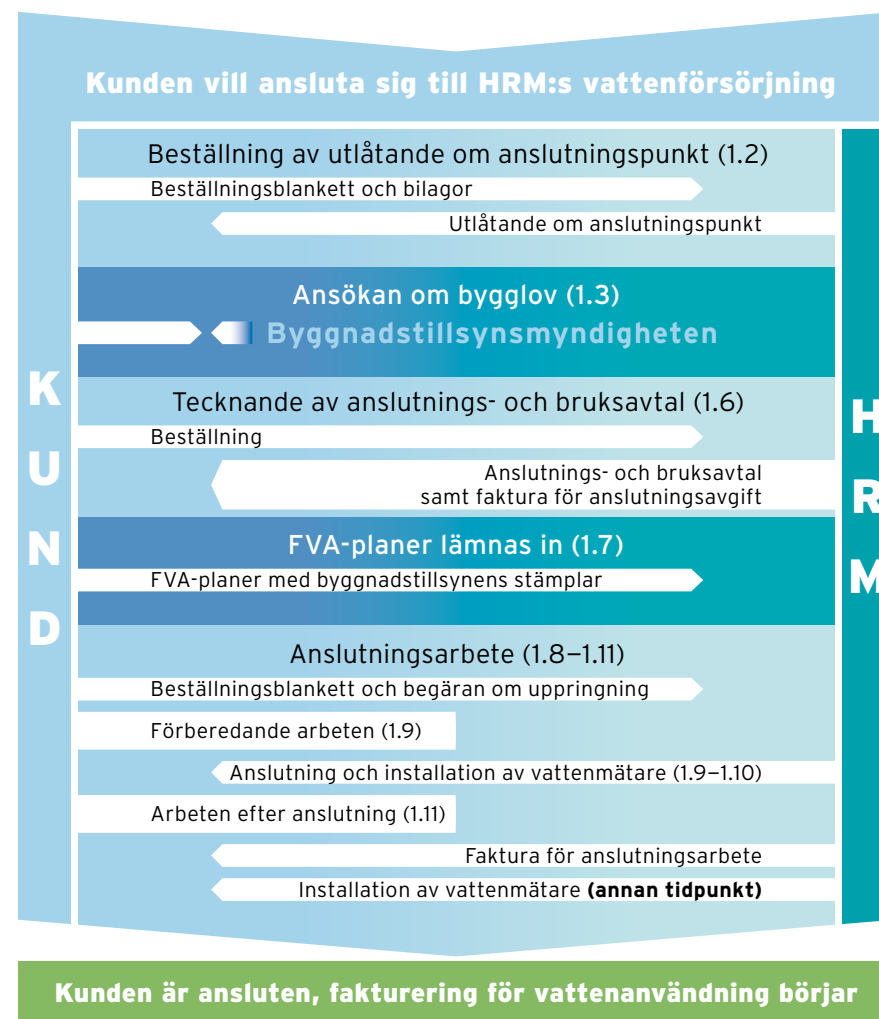 Kunden vill ansluta sig till HRM:s vattenförsörjning
Beställning av utlåtande om anslutningspunkt (1.2)
Beställningsblankett och bilagor
Utlåtande om anslutningspunkt
Ansökan om bygglov (1.3)
Byggnadstillsynsmyndigheten
Tecknande av anslutnings- och bruksavtal (1.6)
Beställning
Anslutnings- och bruksavtal
samt faktura för anslutningsavgift
FVA-planer lämnas in (1.7)
FVA-planer med byggnadstillsynens stämplar
Anslutningsarbete (1.8–1.11)
Beställningsblankett och begäran om uppringning
Förberedande arbeten (1.9)
Anslutning och installation av vattenmätare (1.9–1.10)
Arbeten efter anslutning (1.11)
Faktura för anslutningsarbete
Installation av vattenmätare (annan tidpunkt)
KUND
HRM
Kunden är ansluten, fakturering för vattenanvändning börjar